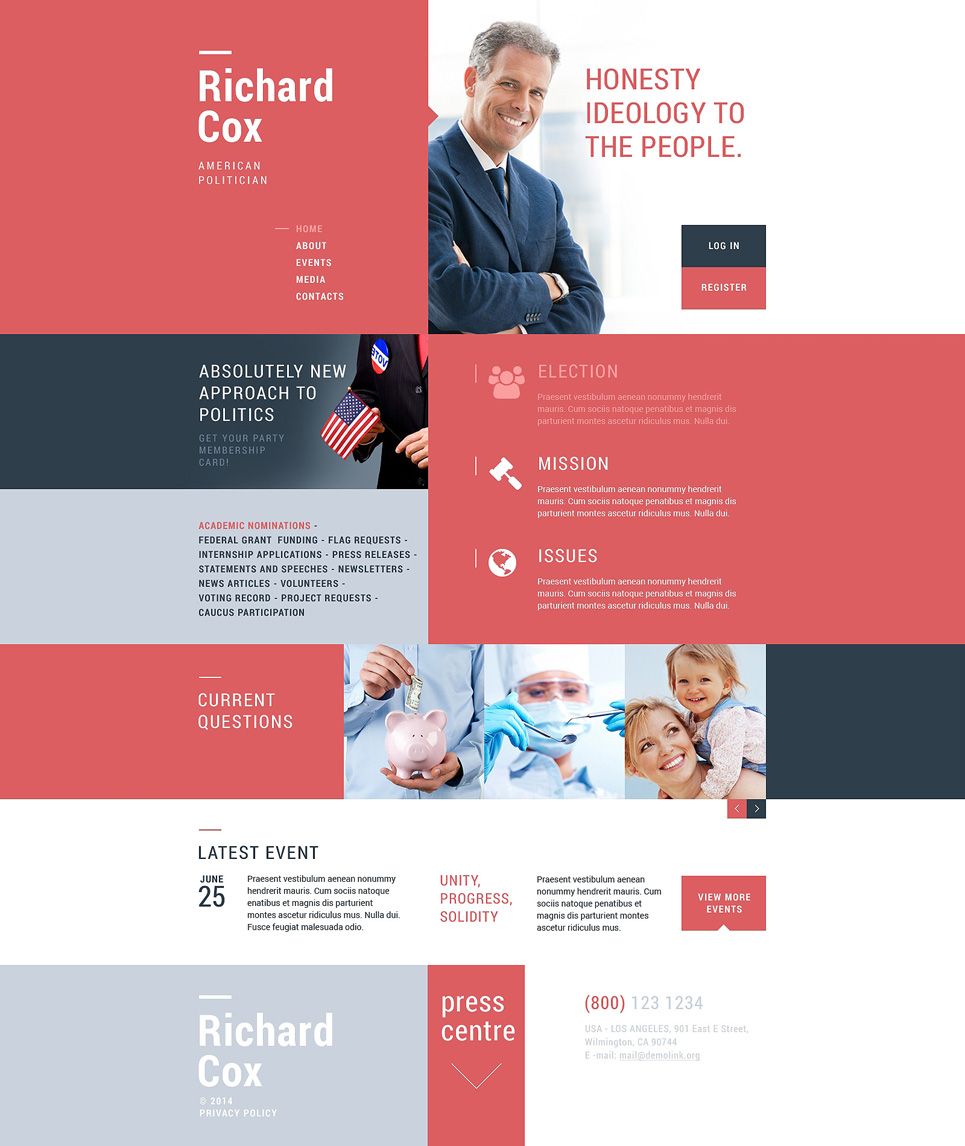 Richard
Cox
AMERICAN
POLITICIAN
HOME
ABOUT
EVENTS
MEDIA
CONTACTS
HONESTY
IDEOLOGY TO
THE PEOPLE.
LOG IN
REGISTER
ABSOLUTELY NEW
APPROACH TO
POLITICS
GET YOUR PARTY
MEMBERSHIP
CARD!
VOTE
ACADEMIC NOMINATIONS -
FEDERAL GRANT FUNDING - FLAG REQUESTS -
INTERNSHIP APPLICATIONS - PRESS RELEASES -
STATEMENTS AND SPEECHES - NEWSLETTERS -
NEWS ARTICLES - VOLUNTEERS -
VOTING RECORD - PROJECT REQUESTS -
CAUCUS PARTICIPATION
ELECTION
Praesent vestibulum aenean nonummy hendrerit
mauris. Cum sociis natoque penatibus et magnis dis
parturient montes ascetur ridiculus mus. Nulla dui.
MISSION
Praesent vestibulum aenean nonummy hendrerit
mauris. Cum sociis natoque penatibus et magnis dis
parturient montes ascetur ridiculus mus. Nulla dui.
ISSUES
Praesent vestibulum aenean nonummy hendrerit
mauris. Cum sociis natoque penatibus et magnis dis
parturient montes ascetur ridiculus mus. Nulla dui.
CURRENT
QUESTIONS
LATEST EVENT
JUNE
25
Praesent vestibulum aenean nonummy
hendrerit mauris. Cum sociis natoque
enatibus et magnis dis parturient
montes ascetur ridiculus mus. Nulla dui.
Fusce feugiat malesuada odio.
UNITY,
PROGRESS,
SOLIDITY
Praesent vestibulum aenean
nonummy hendrerit mauris. Cum
sociis natoque penatibus et
magnis dis parturient montes
ascetur ridiculus mus.
VIEW MORE
EVENTS
Richard
Cox
© 2014
PRIVACY POLICY
press
centre
(800) 123 1234
USA - LOS ANGELES, 901 East E Street,
Wilmington, CA 90744
E -mail: mail@demolink.org